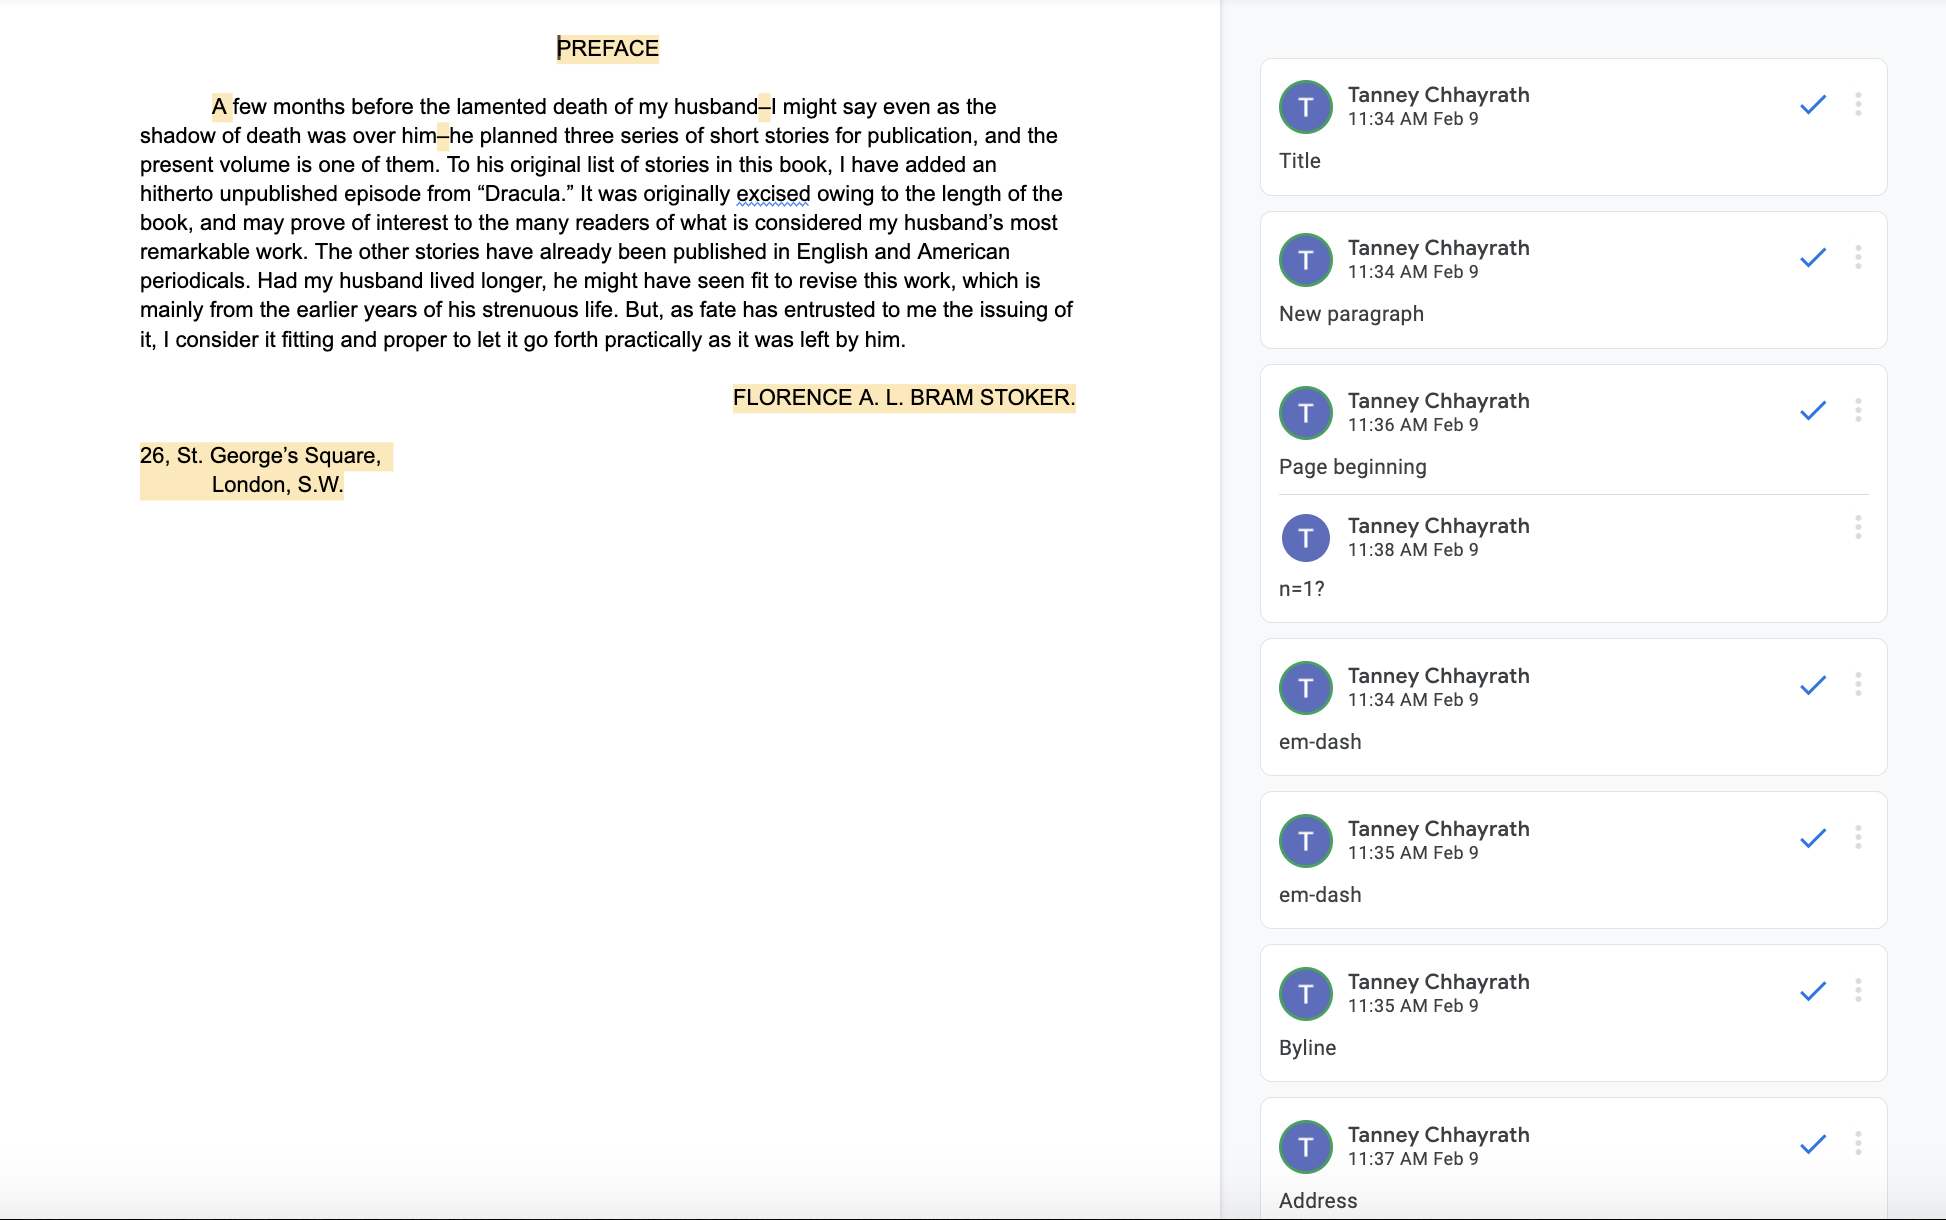 PREFACE
A few months before the lamented death of my husband–I might say even as the
shadow of death was over him–he planned three series of short stories for publication, and the
present volume is one of them. To his original list of stories in this book, I have added an
hitherto unpublished episode from “Dracula.” It was originally excised owing to the length of the
book, and may prove of interest to the many readers of what is considered my husband’s most
remarkable work. The other stories have already been published in English and American
periodicals. Had my husband lived longer, he might have seen fit to revise this work, which is
mainly from the earlier years of his strenuous life. But, as fate has entrusted to me the issuing of
it, I consider it fitting and proper to let it go forth practically as it was left by him.
FLORENCE A. L. BRAM STOKER.
26, St. George’s Square,
London, S.W.
T
Tanney Chhayrath
11:34 AM Feb 9
Title
T
Tanney Chhayrath
11:34 AM Feb 9
New paragraph
T
Tanney Chhayrath
11:36 AM Feb 9
Page beginning
T
Tanney Chhayrath
11:38 AM Feb 9
n=1?
T
Tanney Chhayrath
11:34 AM Feb 9
em-dash
T
Tanney Chhayrath
11:35 AM Feb 9
em-dash
T
Tanney Chhayrath
11:35 AM Feb 9
Byline
T
Tanney Chhayrath
11:37 AM Feb 9
Address